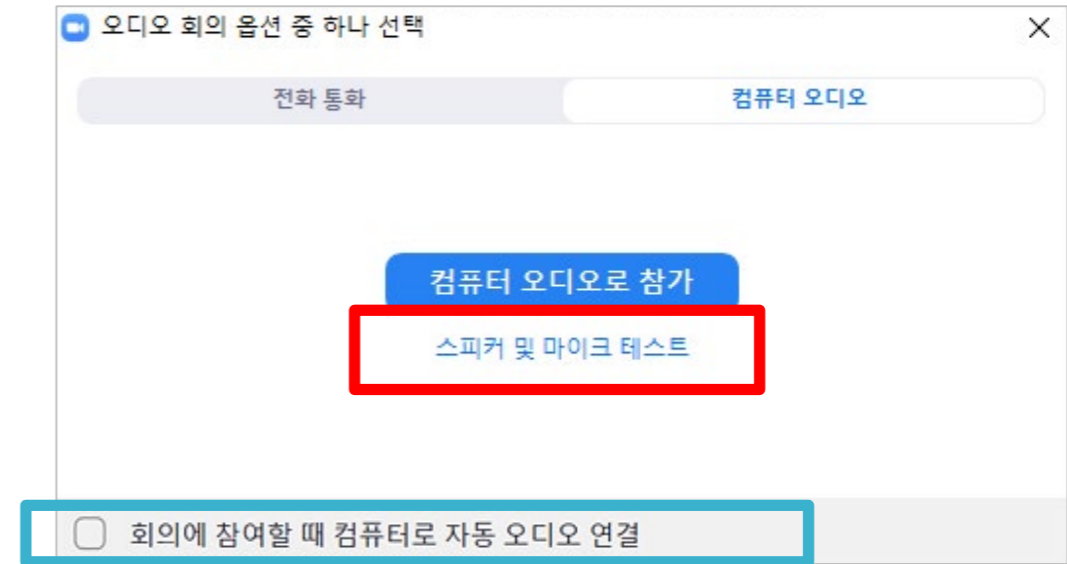 오디오 회의 옵션 중 하나 선택
전화 통화
컴퓨터 오디오
컴퓨터 오디오로 참가
스피커 및 마이크 테스트
회의에 참여할 때 컴퓨터로 자동 오디오 연결